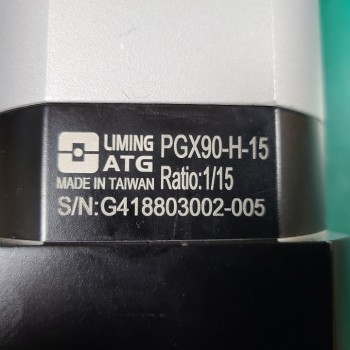 LIMING PGX90-H-15
ATG
MADE IN TAIWAN Ratio:1/15
S/N:G418803002-005